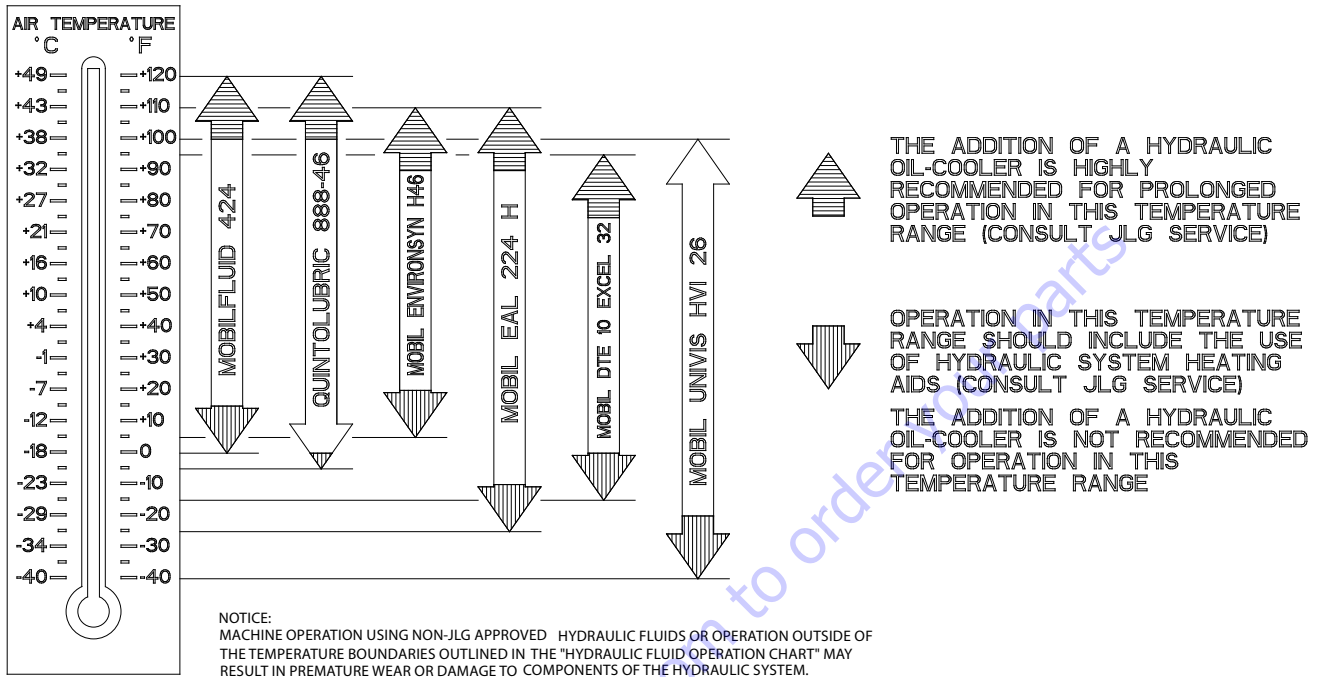 AIR TEMPERATURE
°C °F
+49 +120
+43 +110
+38 +100
+32 +90
+27 +80
+21 +70
+16 +60
+10 +50
+4 +40
-1 +30
-7 +20
-12 +10
-18 0
-23 -10
-29 -20
-34 -30
-40 -40
MOBILFLUID 424
QUINTOLUBRIC 888-46
MOBIL ENVIRONSYN H46
MOBIL EAL 224 H
MOBIL DTE 10 EXCEL 32
MOBIL UNIVIS HVI 26
THE ADDITION OF A HYDRAULIC
OIL-COOLER IS HIGHLY
RECOMMENDED FOR PROLONGED
OPERATION IN THIS TEMPERATURE
RANGE (CONSULT JLG SERVICE)
OPERATION IN THIS TEMPERATURE
RANGE SHOULD INCLUDE THE USE
OF HYDRAULIC SYSTEM HEATING
AIDS (CONSULT JLG SERVICE)
THE ADDITION OF A HYDRAULIC
OIL-COOLER IS NOT RECOMMENDED
FOR OPERATION IN THIS
TEMPERATURE RANGE
NOTICE:
MACHINE OPERATION USING NON-JLG APPROVED HYDRAULIC FLUIDS OR OPERATION OUTSIDE OF
THE TEMPERATURE BOUNDARIES OUTLINED IN THE "HYDRAULIC FLUID OPERATION CHART" MAY
RESULT IN PREMATURE WEAR OR DAMAGE TO COMPONENTS OF THE HYDRAULIC SYSTEM.
om to order your parts